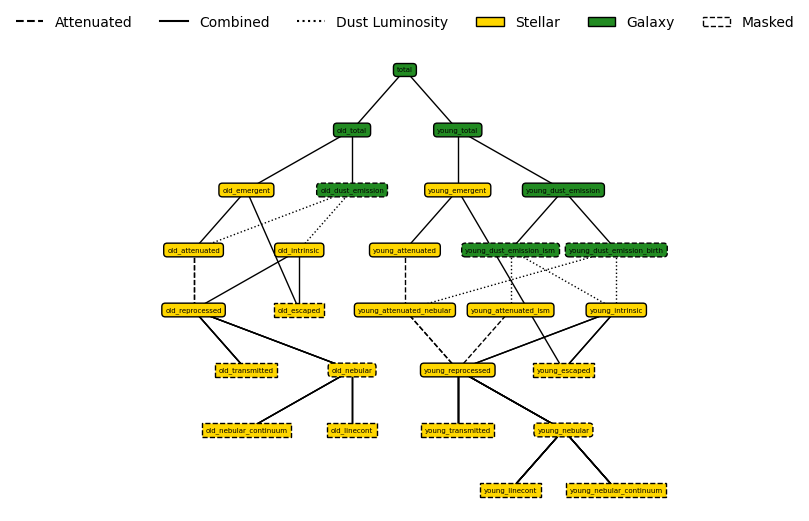 Attenuated Combined Dust Luminosity Stellar Galaxy Masked
total
old_total young_total
old_emergent old_dust_emission young_emergent young_dust_emission
old_attenuated old_intrinsic young_attenuated young_dust_emission_ism young_dust_emission_birth
old_reprocessed old_escaped young_attenuated_nebular young_attenuated_ism young_intrinsic
old_transmitted old_nebular young_reprocessed young_escaped
old_nebular_continuum old_linecont young_transmitted young_nebular
young_linecont young_nebular_continuum